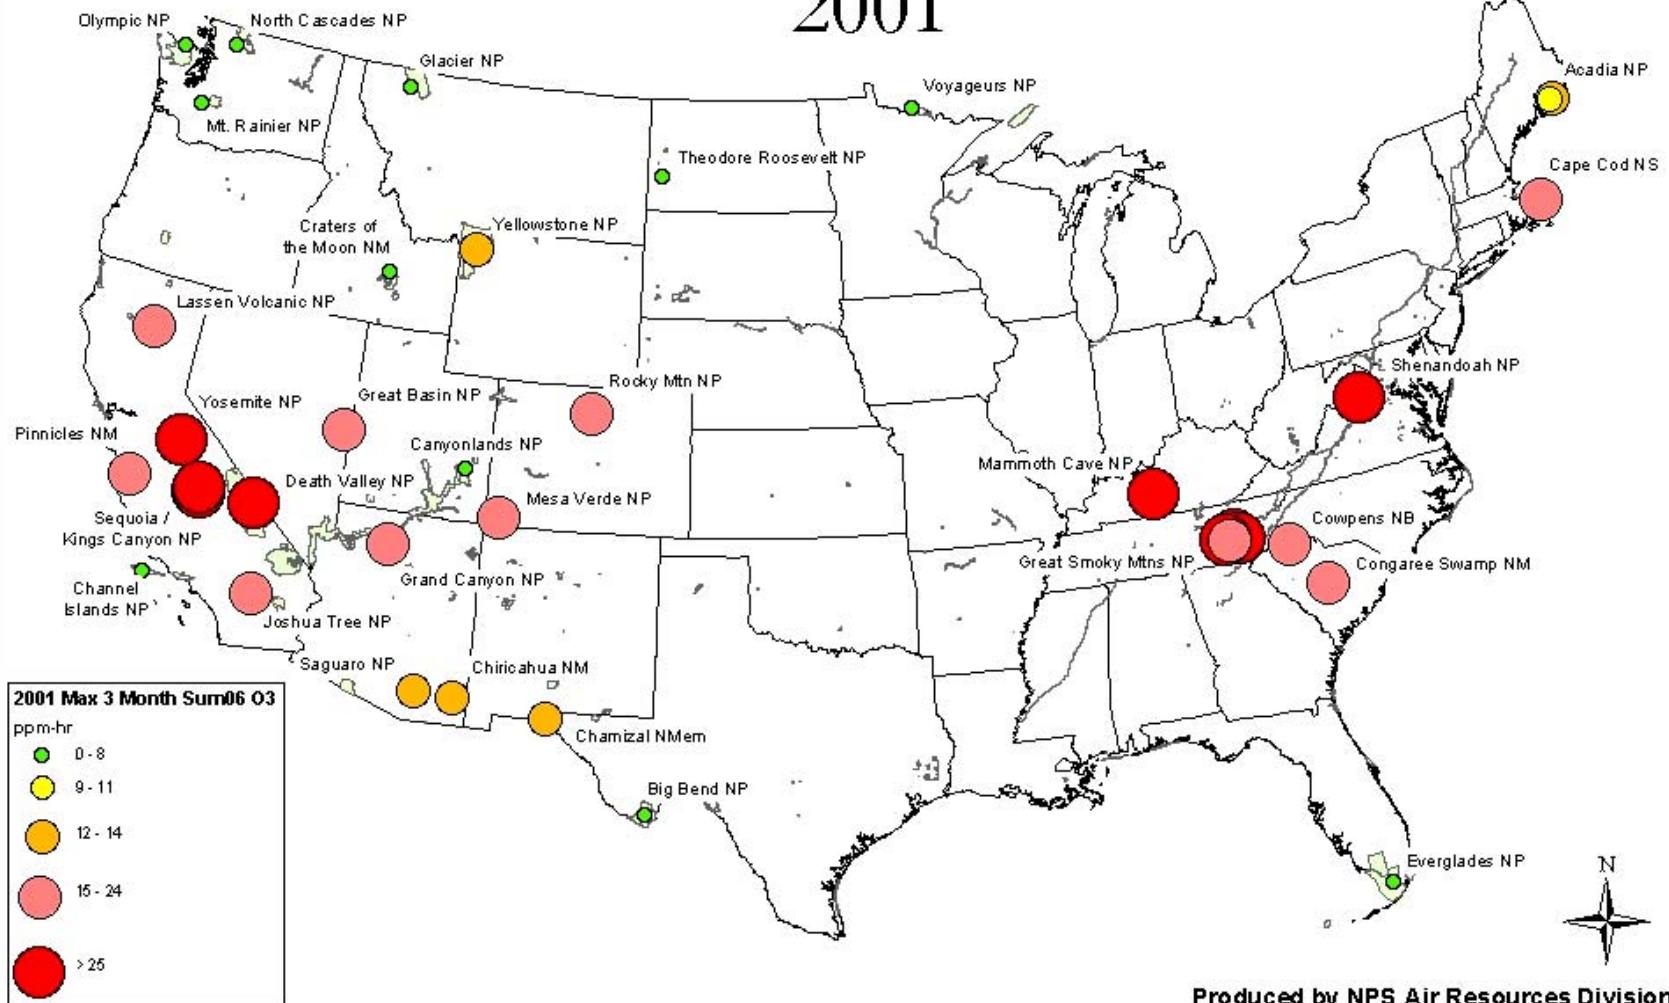 2001
Olympic NP
North Cascades NP
Glacier NP
Mt. Rainier NP
Voyageurs NP
Acadia NP
Theodore Roosevelt NP
Cape Cod NS
Craters of
the Moon NM
Yellowstone NP
Lassen Volcanic NP
Shenandoah NP
Rocky Mtn NP
Great Basin NP
Yosemite NP
Pinnicles NM
Canyonlands NP
Mammoth Cave NP
Death Valley NP
Mesa Verde NP
Sequoia /
Kings Canyon NP
Cowpens NB
Great Smoky Mtns NP
Congaree Swamp NM
Grand Canyon NP
Channel
Islands NP
Joshua Tree NP
Saguaro NP
Chiricahua NM
Chamizal NMem
Big Bend NP
Everglades NP
N
2001 Max 3 Month Sum06 O3
ppm-hr
0 - 8
9 - 11
12 - 14
15 - 24
> 25
Produced by NPS Air Resources Division